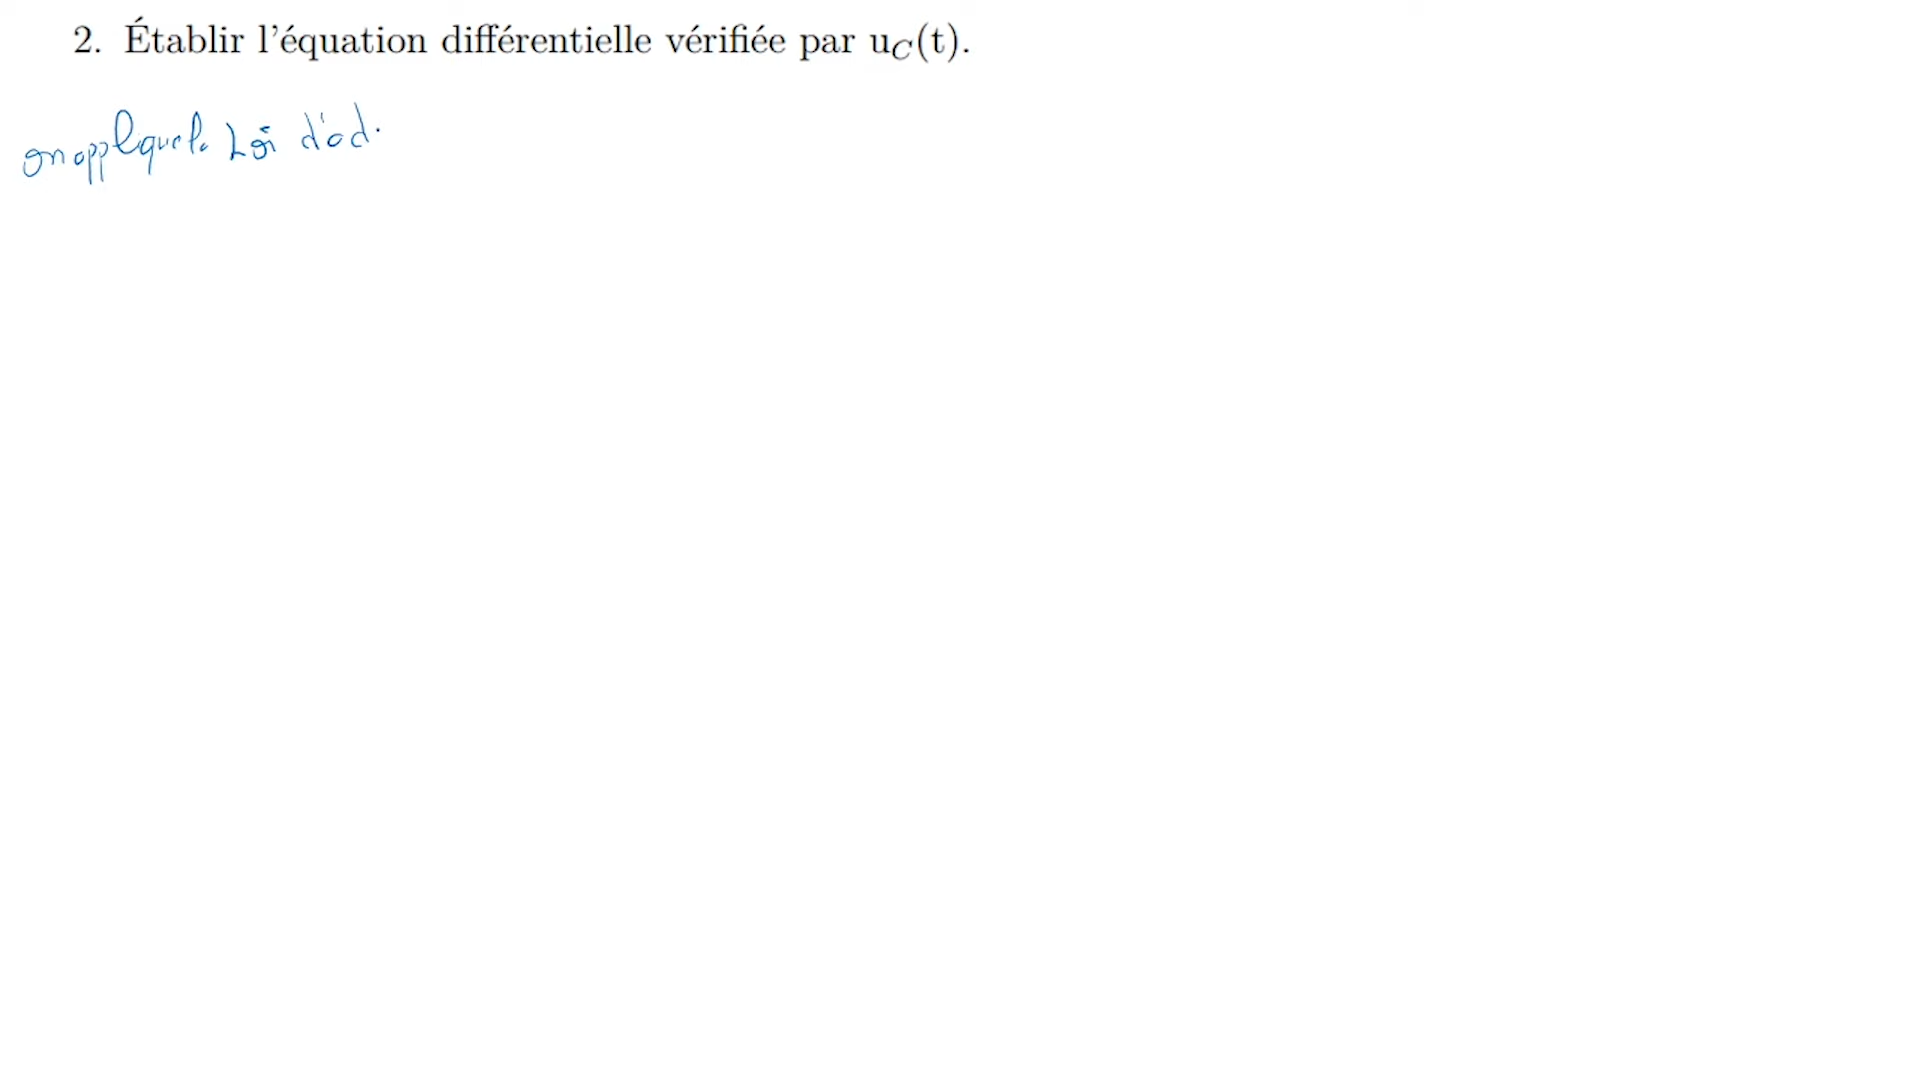 2. Établir l'équation différentielle vérifiée par u_C(t).
on applique la Loi d'ad.